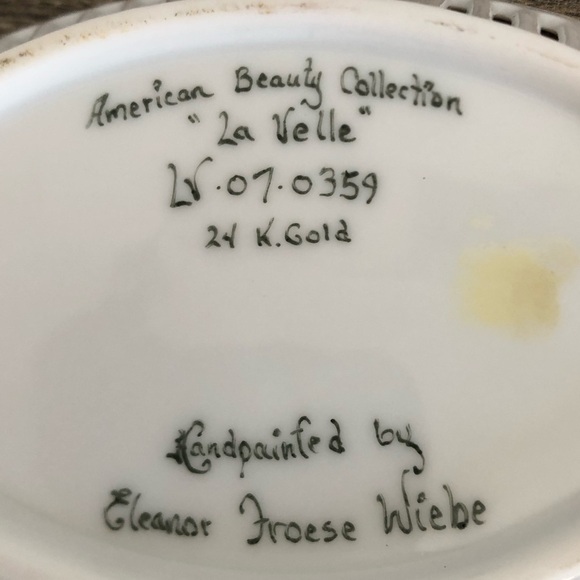 American Beauty Collection
"La Velle"
LV.07.0359
24 K.Gold
Handpainted by
Eleanor Froese Wiebe